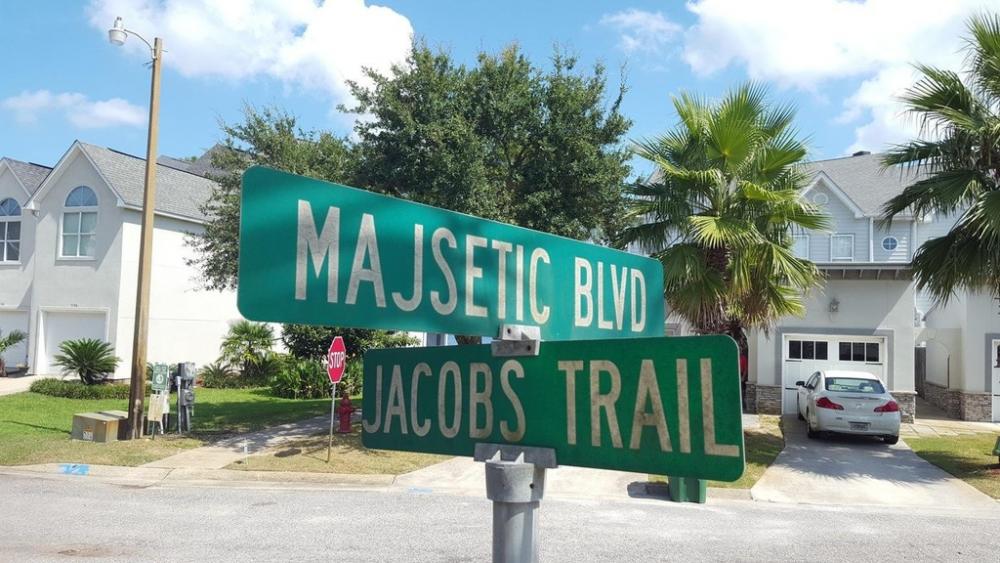 MAJSETIC BLVD
JACOBS TRAIL
STOP